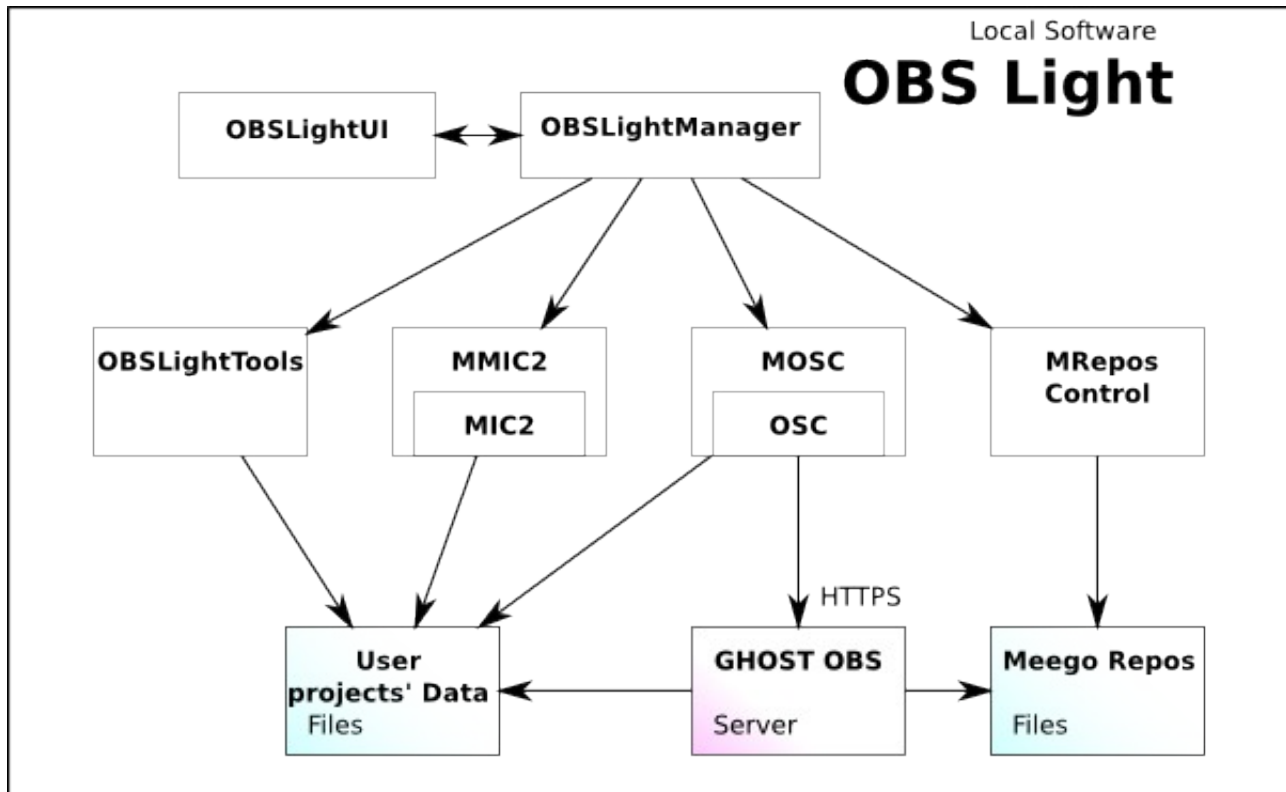 Local Software
OBS Light
OBSLightUI
OBSLightManager
OBSLightTools
MMIC2
MIC2
MOSC
OSC
MRepos
Control
HTTPS
User
projects' Data
Files
GHOST OBS
Server
Meego Repos
Files